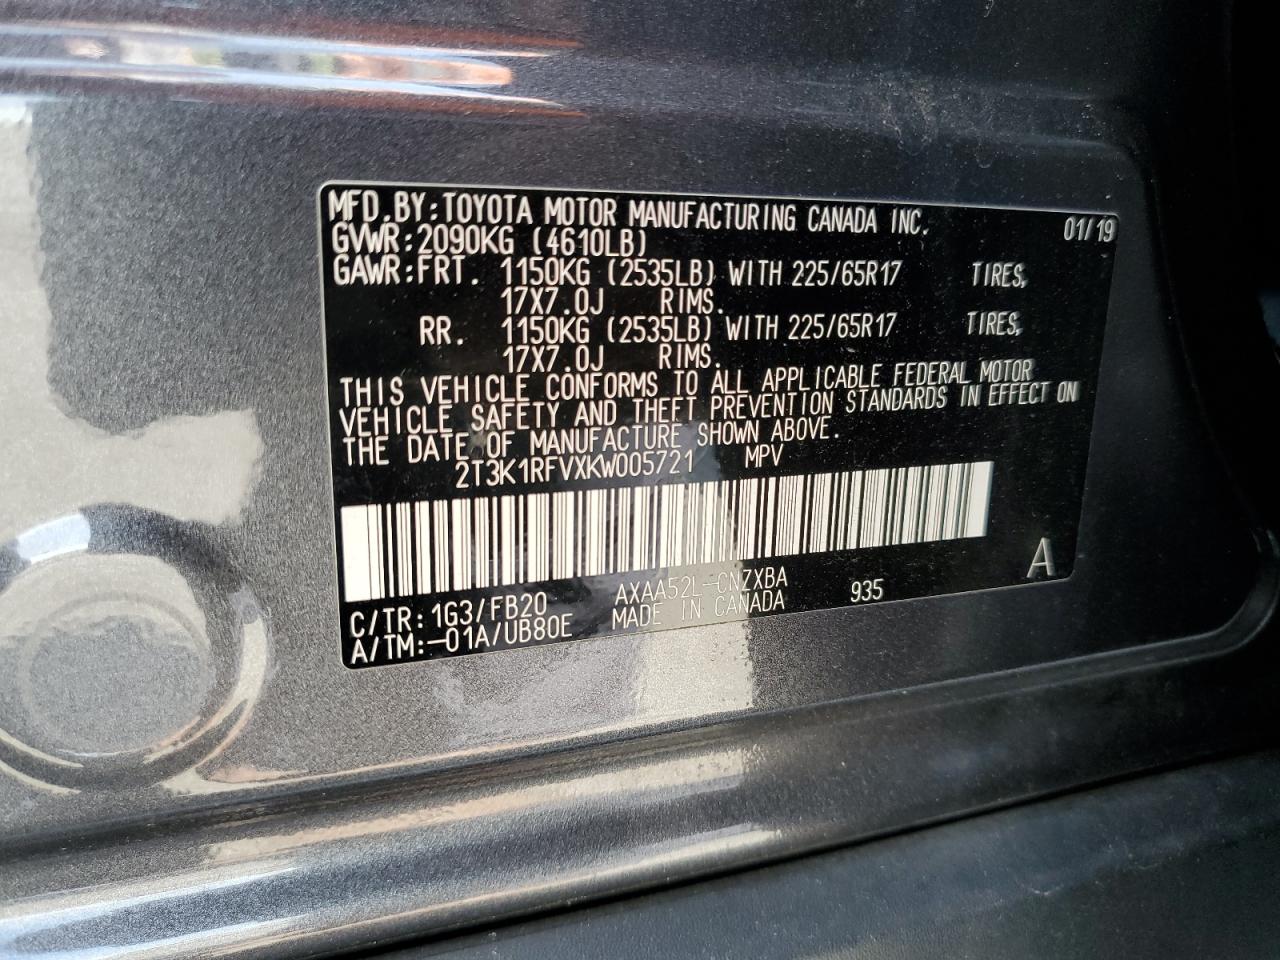 MFD.BY:TOYOTA MOTOR MANUFACTURING CANADA INC. 01/19
GVWR:2090KG (4610LB)
GAWR:FRT. 1150KG (2535LB) WITH 225/65R17 TIRES,
17X7.0J RIMS.
RR. 1150KG (2535LB) WITH 225/65R17 TIRES,
17X7.0J RIMS.
THIS VEHICLE CONFORMS TO ALL APPLICABLE FEDERAL MOTOR
VEHICLE SAFETY AND THEFT PREVENTION STANDARDS IN EFFECT ON
THE DATE OF MANUFACTURE SHOWN ABOVE.
2T3K1RFVXKW005721 MPV
C/TR:1G3/FB20 AXAA52L-CNZXBA 935 A
A/TM:-01A/UB80E MADE IN CANADA